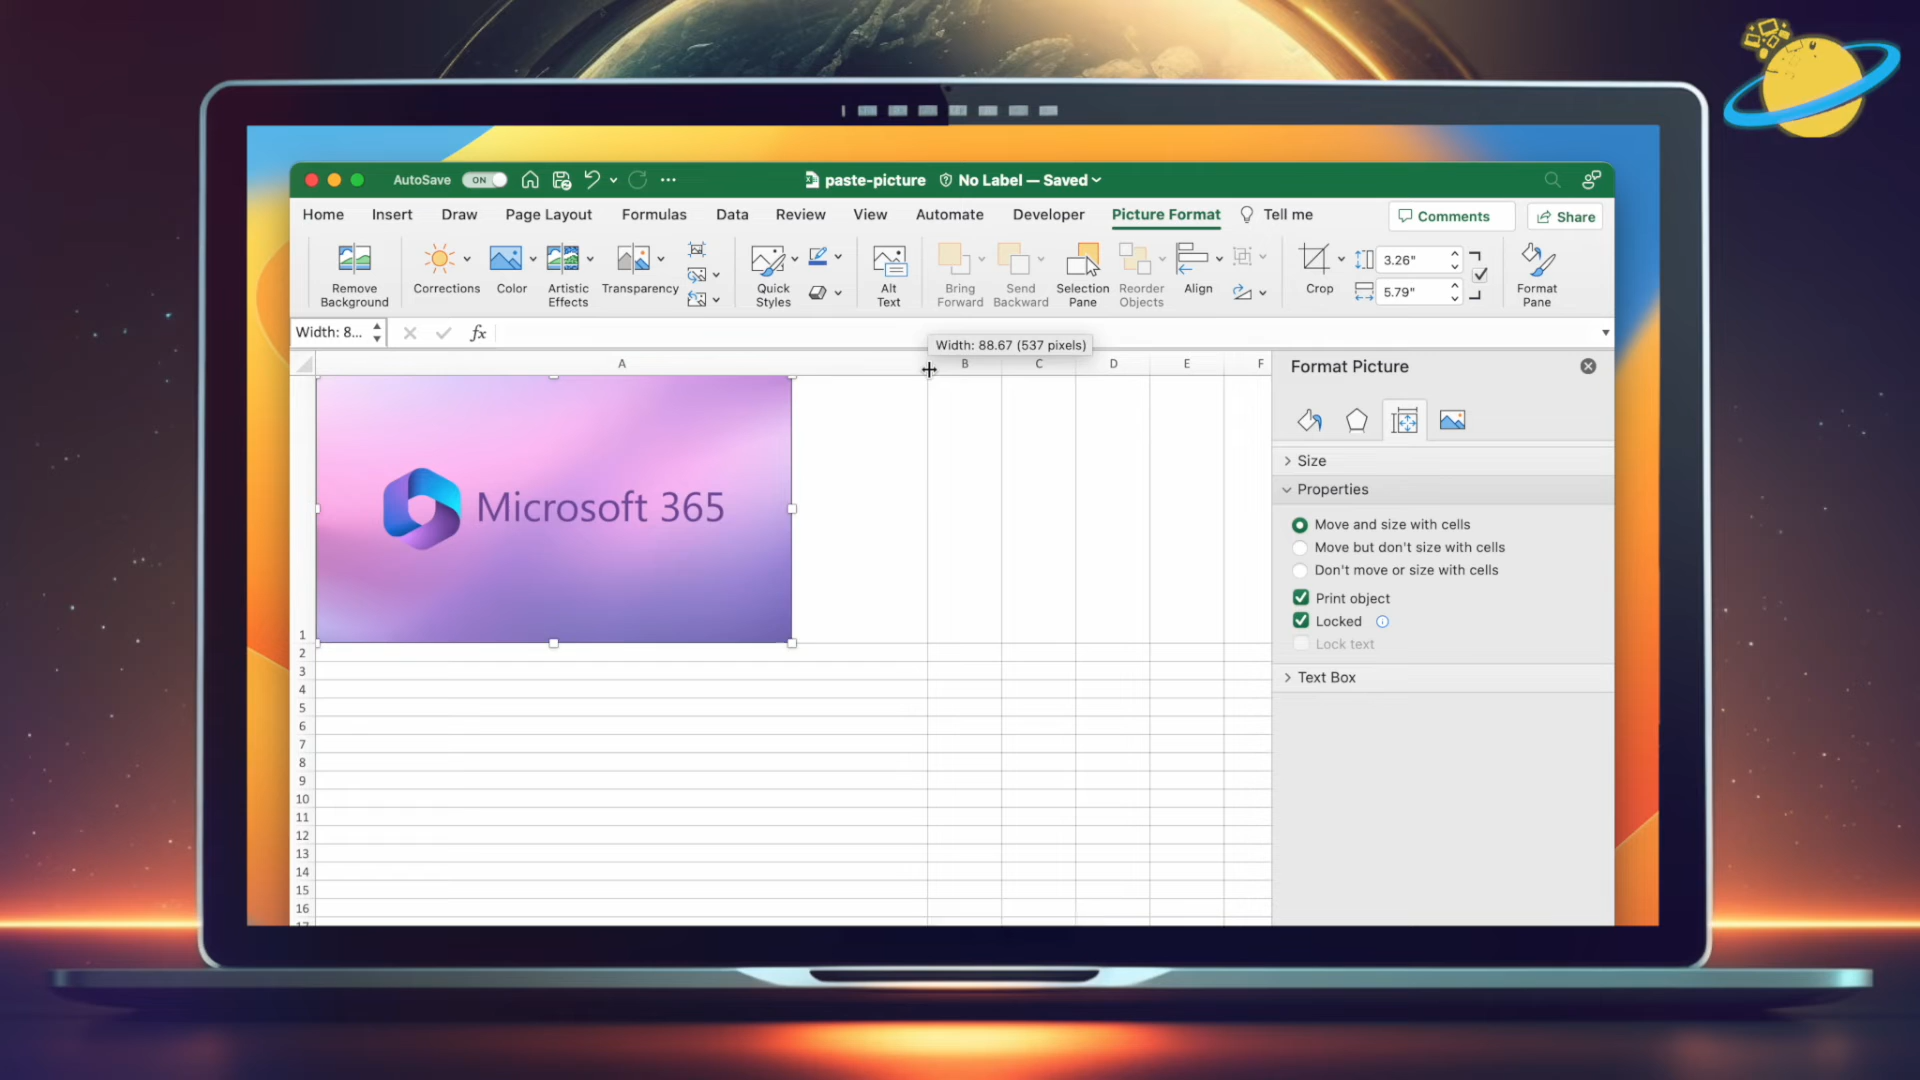 AutoSave ON paste-picture No Label — Saved
Home Insert Draw Page Layout Formulas Data Review View Automate Developer Picture Format Tell me Comments Share
Remove Background
Corrections
Color
Artistic Effects
Transparency
Quick Styles
Alt Text
Bring Forward
Send Backward
Selection Pane
Reorder Objects
Align
Crop
3.26"
5.79"
Format Pane
Width: 8... fx
Width: 88.67 (537 pixels)
A B C D E F
Microsoft 365
1
2
3
4
5
6
7
8
9
10
11
12
13
14
15
16
17
Format Picture
Size
Properties
Move and size with cells
Move but don't size with cells
Don't move or size with cells
Print object
Locked
Lock text
Text Box